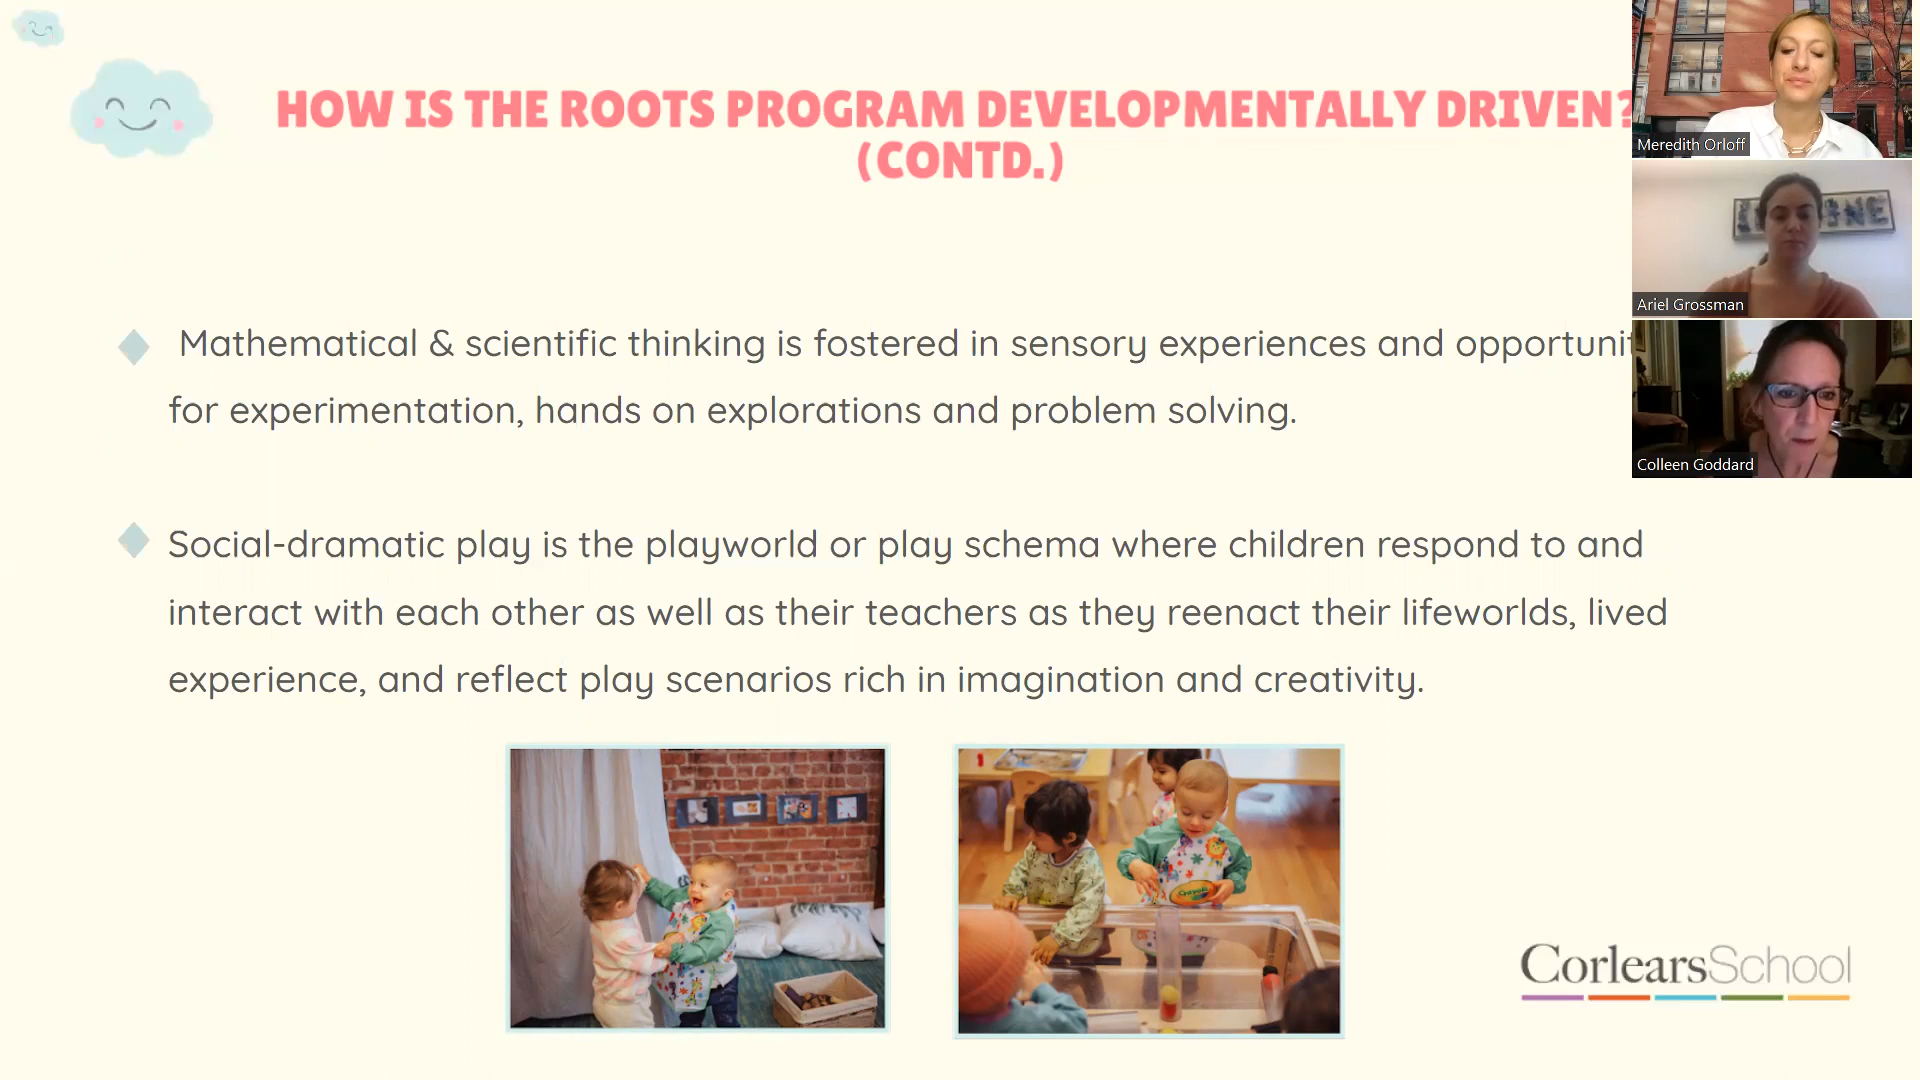 HOW IS THE ROOTS PROGRAM DEVELOPMENTALLY DRIVEN?
(CONTD.)
Mathematical & scientific thinking is fostered in sensory experiences and
for experimentation, hands on explorations and problem solving.
Social-dramatic play is the playworld or play schema where children respond to and
interact with each other as well as their teachers as they reenact their lifeworlds, lived
experience, and reflect play scenarios rich in imagination and creativity.
Meredith Orloff
Ariel Grossman
Colleen Goddard
Crayola
CorlearsSchool